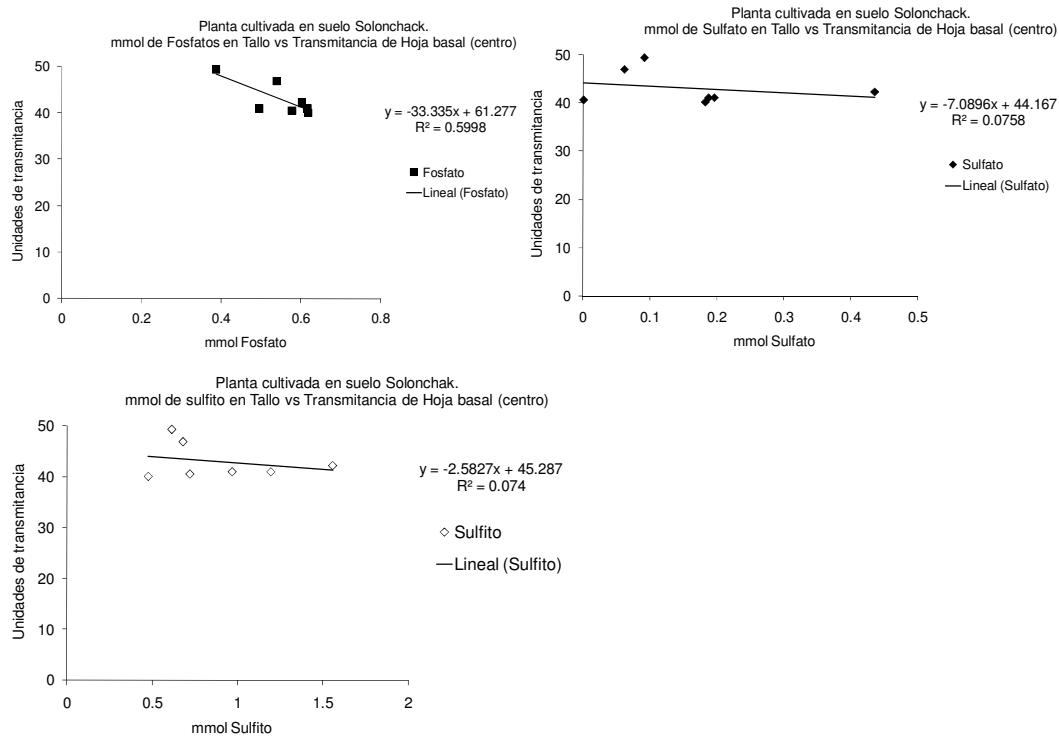 Planta cultivada en suelo Solonchack.
mmol de Fosfatos en Tallo vs Transmitancia de Hoja basal (centro)
50
40
30
20
10
0
Unidades de transmitancia
y = -33.335x + 61.277
R² = 0.5998
Fosfato
Lineal (Fosfato)
0 0.2 0.4 0.6 0.8
mmol Fosfato
Planta cultivada en suelo Solonchack.
mmol de Sulfato en Tallo vs Transmitancia de Hoja basal (centro)
50
40
30
20
10
0
Unidades de transmitancia
y = -7.0896x + 44.167
R² = 0.0758
Sulfato
Lineal (Sulfato)
0 0.1 0.2 0.3 0.4 0.5
mmol Sulfato
Planta cultivada en suelo Solonchak.
mmol de sulfito en Tallo vs Transmitancia de Hoja basal (centro)
50
40
30
20
10
0
Unidades de transmitancia
y = -2.5827x + 45.287
R² = 0.074
Sulfito
Lineal (Sulfito)
0 0.5 1 1.5 2
mmol Sulfito